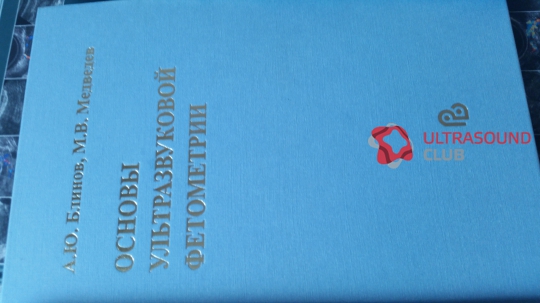 А.Ю. Блинов, М.В. Медведев
ОСНОВЫ
УЛЬТРАЗВУКОВОЙ
ФЕТОМЕТРИИ
ULTRASOUND
CLUB